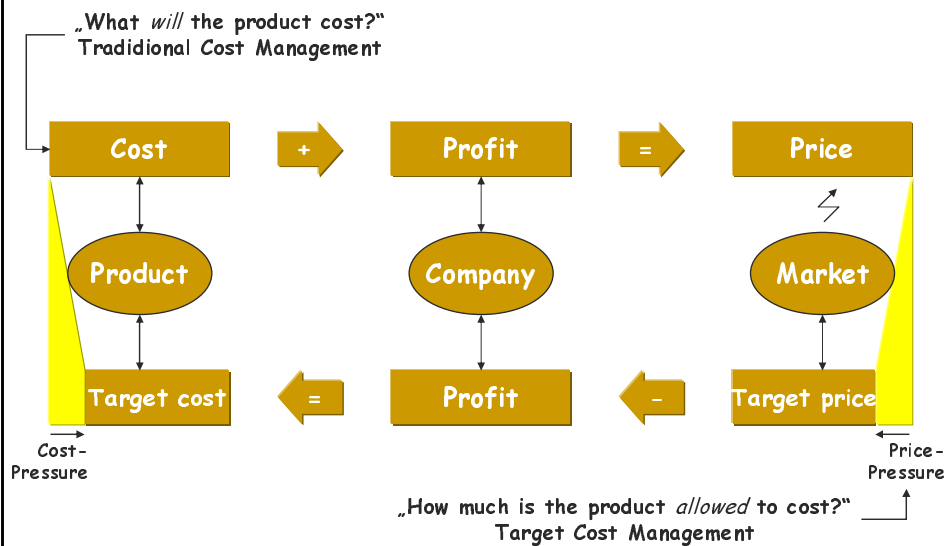 „What will the product cost?“
Tradidional Cost Management
Cost + Profit = Price
Product Company Market
Target cost = Profit - Target price
Cost-
Pressure
Price-
Pressure
„How much is the product allowed to cost?“
Target Cost Management